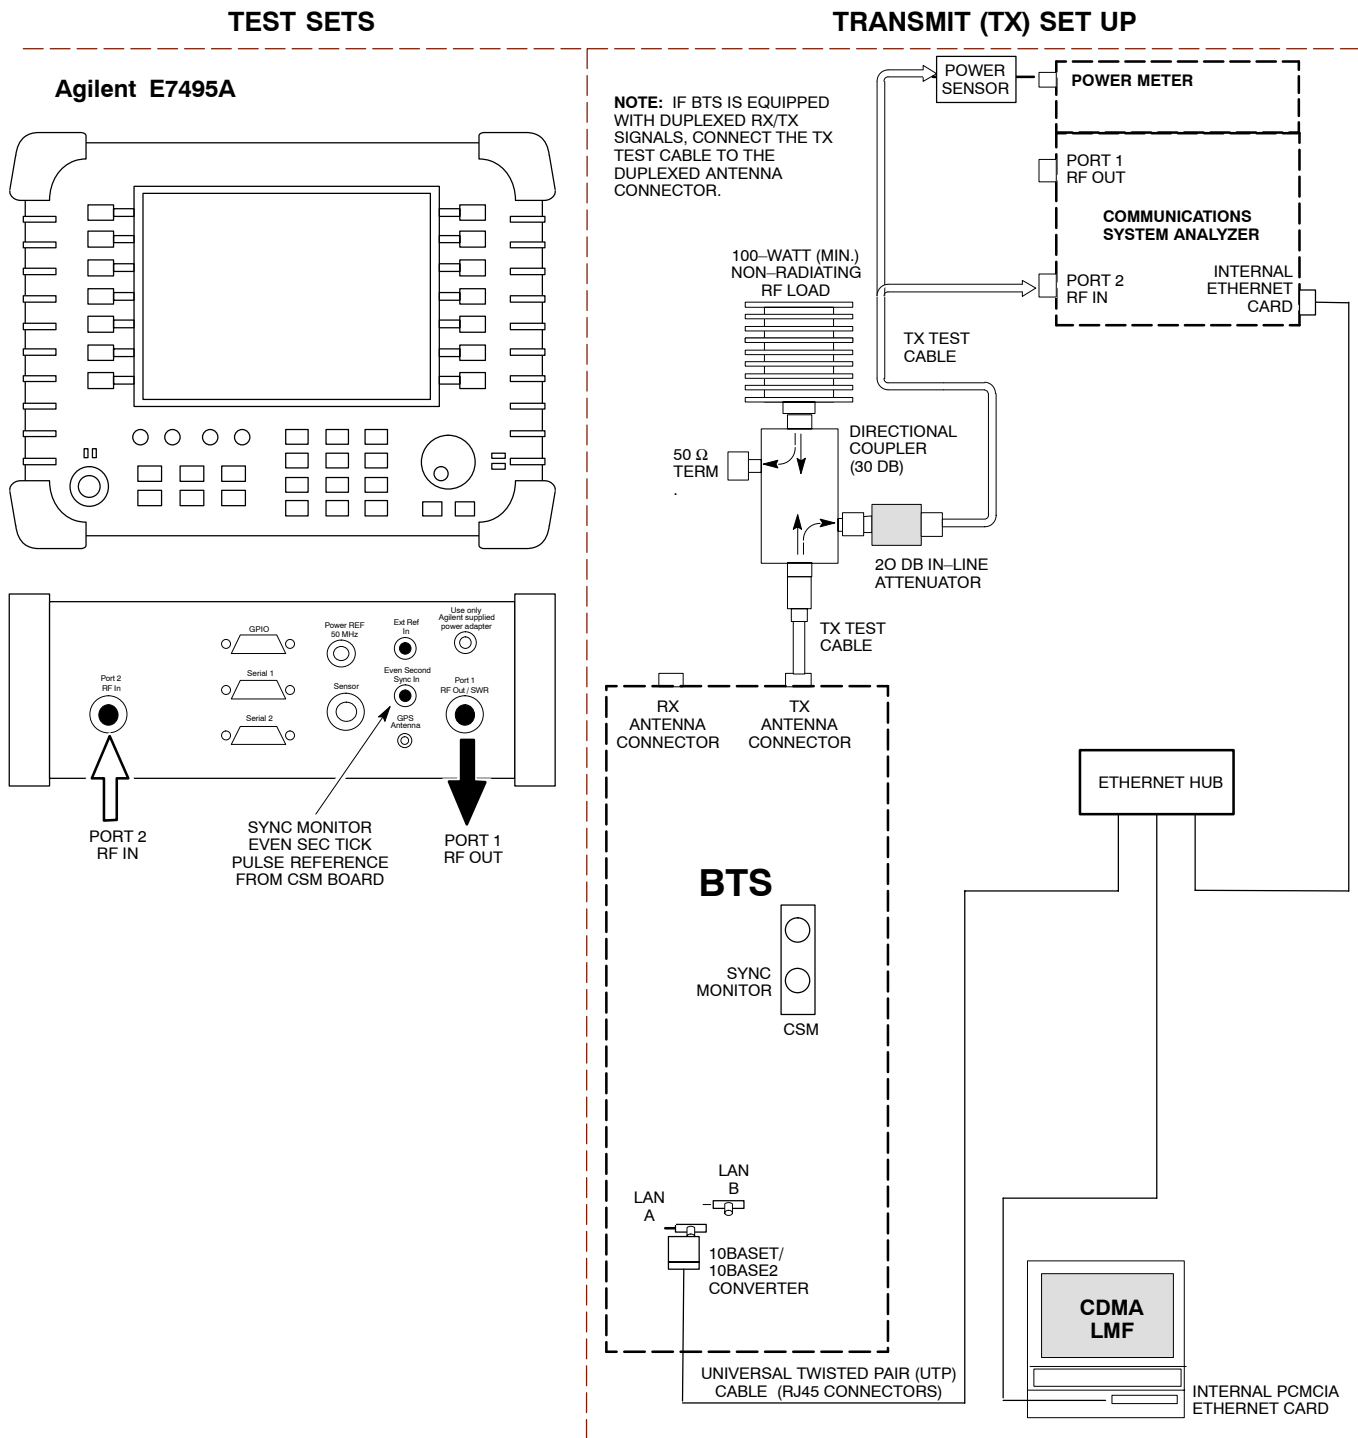 TEST SETS
TRANSMIT (TX) SET UP
Agilent E7495A
GPIO
Serial 1
Serial 2
Power REF
50 MHz
Sensor
Ext Ref
In
Even Second
Sync In
GPS
Antenna
Use only
Agilent supplied
power adapter
Port 1
RF Out / SWR
Port 2
RF In
PORT 2
RF IN
SYNC MONITOR
EVEN SEC TICK
PULSE REFERENCE
FROM CSM BOARD
PORT 1
RF OUT
NOTE: IF BTS IS EQUIPPED
WITH DUPLEXED RX/TX
SIGNALS, CONNECT THE TX
TEST CABLE TO THE
DUPLEXED ANTENNA
CONNECTOR.
POWER
SENSOR
POWER METER
PORT 1
RF OUT
COMMUNICATIONS
SYSTEM ANALYZER
PORT 2
RF IN
INTERNAL
ETHERNET
CARD
100–WATT (MIN.)
NON–RADIATING
RF LOAD
TX TEST
CABLE
DIRECTIONAL
COUPLER
(30 DB)
50 Ω
TERM
.
2O DB IN–LINE
ATTENUATOR
TX TEST
CABLE
RX
ANTENNA
CONNECTOR
TX
ANTENNA
CONNECTOR
BTS
SYNC
MONITOR
CSM
ETHERNET HUB
LAN
B
LAN
A
10BASET/
10BASE2
CONVERTER
UNIVERSAL TWISTED PAIR (UTP)
CABLE (RJ45 CONNECTORS)
CDMA
LMF
INTERNAL PCMCIA
ETHERNET CARD